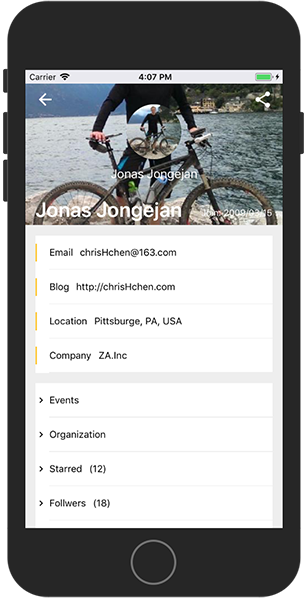 Carrier 4:07 PM
Jonas Jongejan
Jonas Jongejan Join 2009/03/15
Email chrisHchen@163.com
Blog http://chrisHchen.com
Location Pittsburge, PA, USA
Company ZA.Inc
Events
Organization
Starred (12)
Follwers (18)